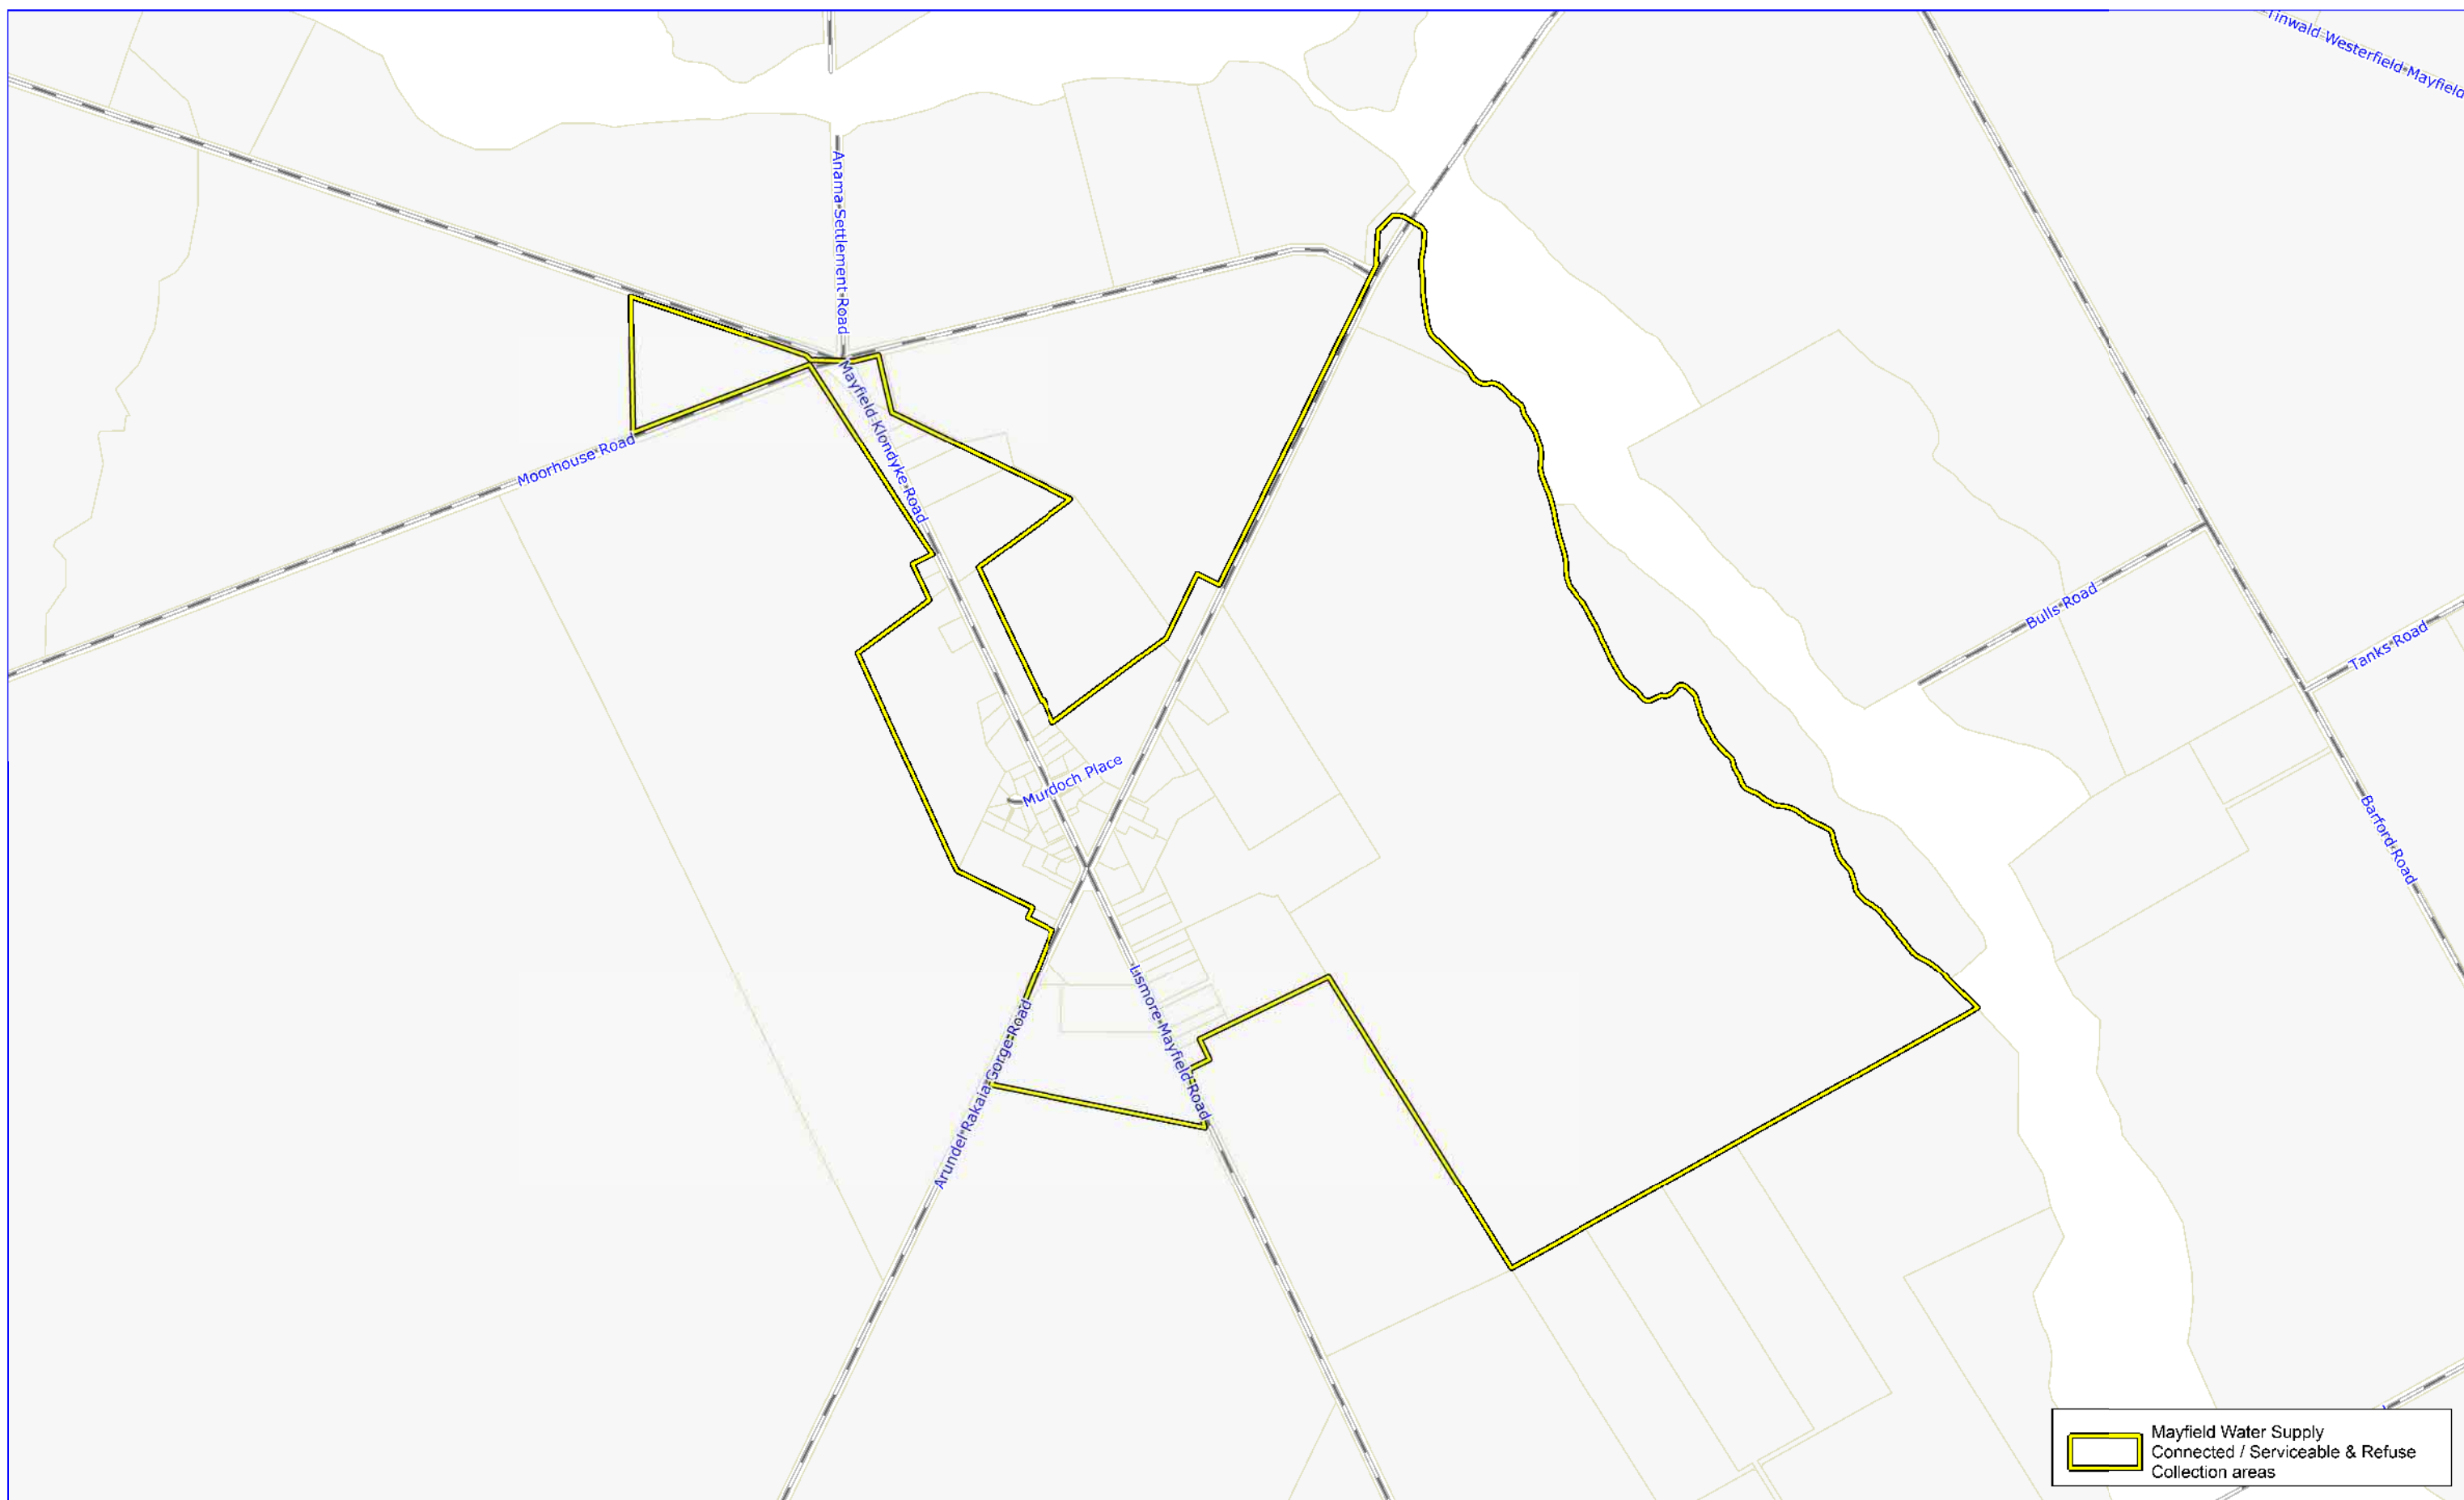 Tinwald Westerfield Mayfield
Anama Settlement Road
Mayfield Klondyke Road
Moorhouse Road
Bulls Road
Tanks Road
Murdoch Place
Barford Road
Lismore Mayfield Road
Arundel Rakaia Gorge Road
Mayfield Water Supply
Connected / Serviceable & Refuse
Collection areas